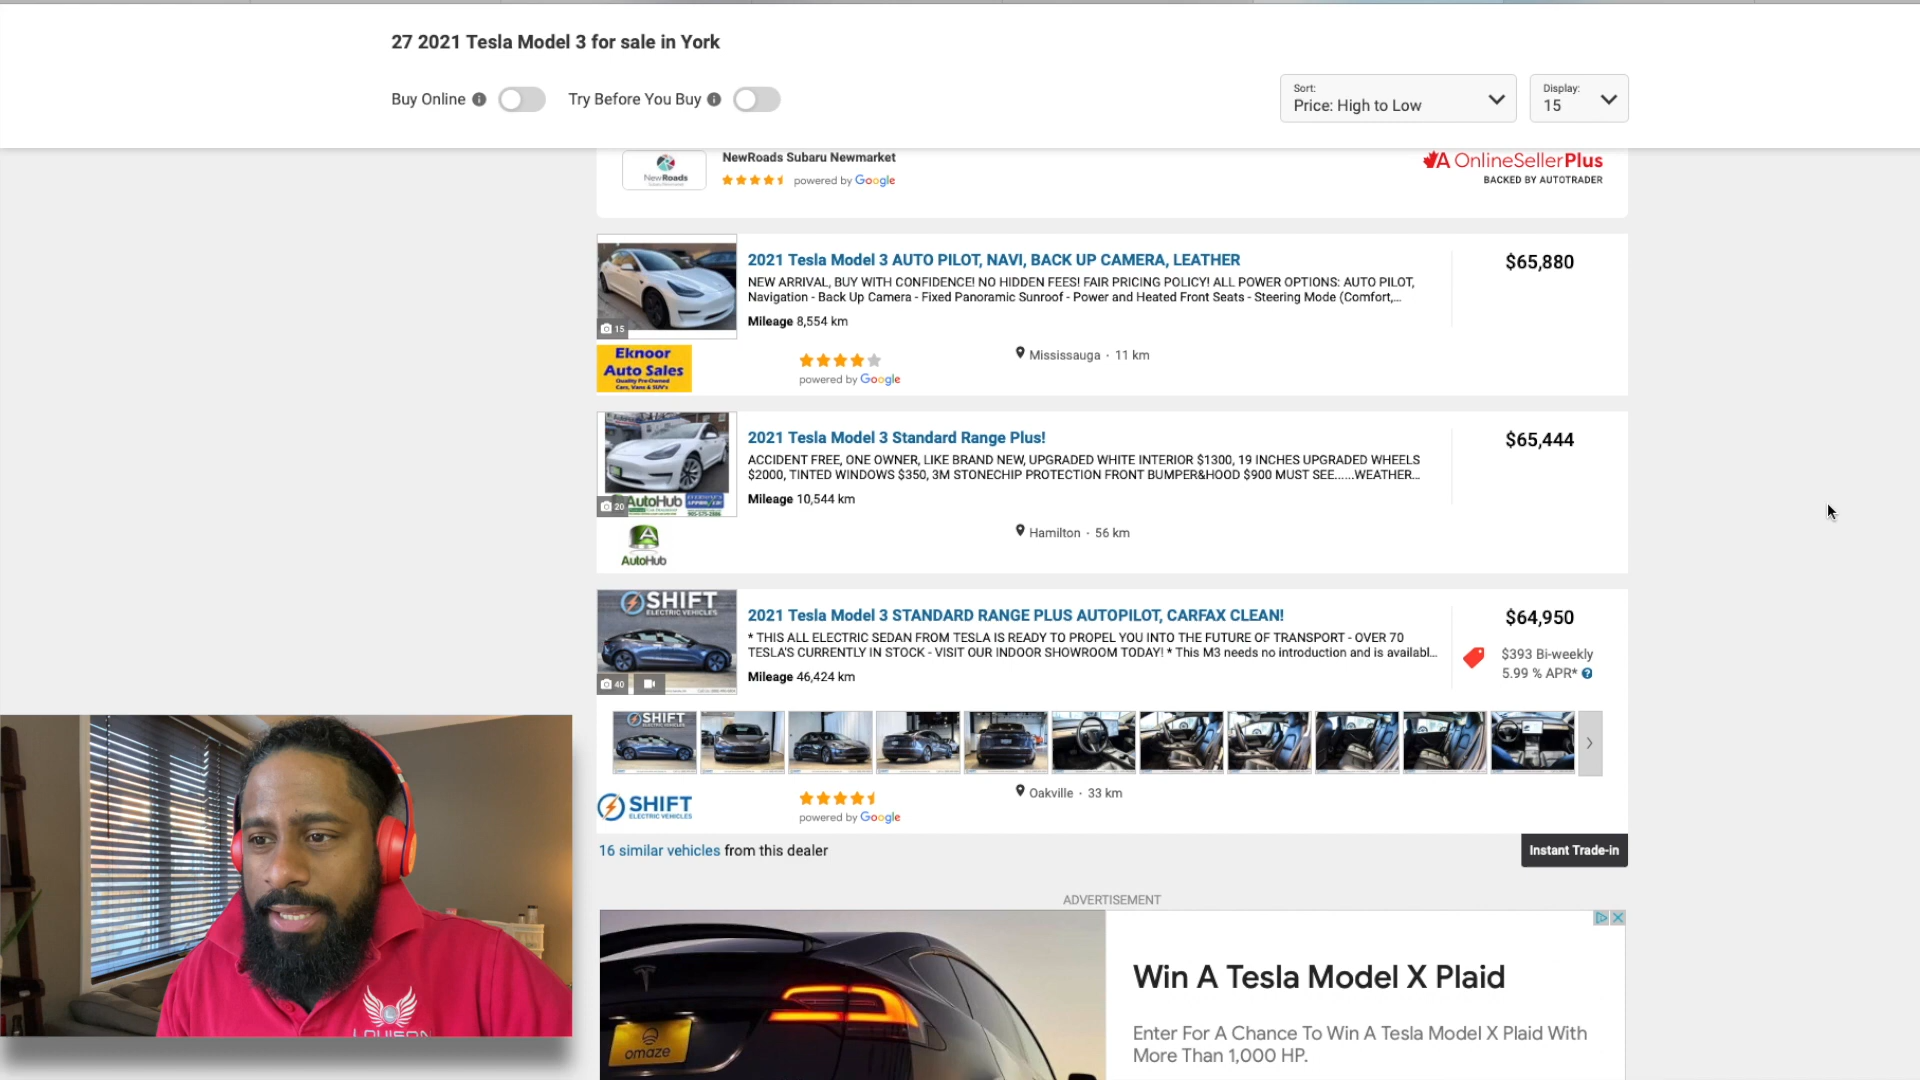 27 2021 Tesla Model 3 for sale in York
Buy Online
Try Before You Buy
Sort:
Price: High to Low
Display:
15
NewRoads
NewRoads Subaru Newmarket
powered by Google
OnlineSellerPlus
BACKED BY AUTOTRADER
2021 Tesla Model 3 AUTO PILOT, NAVI, BACK UP CAMERA, LEATHER
$65,880
NEW ARRIVAL, BUY WITH CONFIDENCE! NO HIDDEN FEES! FAIR PRICING POLICY! ALL POWER OPTIONS: AUTO PILOT,
Navigation - Back Up Camera - Fixed Panoramic Sunroof - Power and Heated Front Seats - Steering Mode (Comfort,...
Mileage 8,554 km
15
Eknoor
Auto Sales
Quality Pre-Owned
Cars, Vans & SUV's
powered by Google
Mississauga · 11 km
2021 Tesla Model 3 Standard Range Plus!
$65,444
ACCIDENT FREE, ONE OWNER, LIKE BRAND NEW, UPGRADED WHITE INTERIOR $1300, 19 INCHES UPGRADED WHEELS
$2000, TINTED WINDOWS $350, 3M STONECHIP PROTECTION FRONT BUMPER&HOOD $900 MUST SEE......WEATHER...
Mileage 10,544 km
20
AutoHub
Hamilton · 56 km
AutoHub
SHIFT
ELECTRIC VEHICLES
2021 Tesla Model 3 STANDARD RANGE PLUS AUTOPILOT, CARFAX CLEAN!
$64,950
* THIS ALL ELECTRIC SEDAN FROM TESLA IS READY TO PROPEL YOU INTO THE FUTURE OF TRANSPORT - OVER 70
TESLA'S CURRENTLY IN STOCK - VISIT OUR INDOOR SHOWROOM TODAY! * This M3 needs no introduction and is availabl...
$393 Bi-weekly
5.99 % APR*
Mileage 46,424 km
40
SHIFT
SHIFT
ELECTRIC VEHICLES
powered by Google
Oakville · 33 km
16 similar vehicles from this dealer
Instant Trade-in
ADVERTISEMENT
omaze
Win A Tesla Model X Plaid
Enter For A Chance To Win A Tesla Model X Plaid With
More Than 1,000 HP.
LOUISON